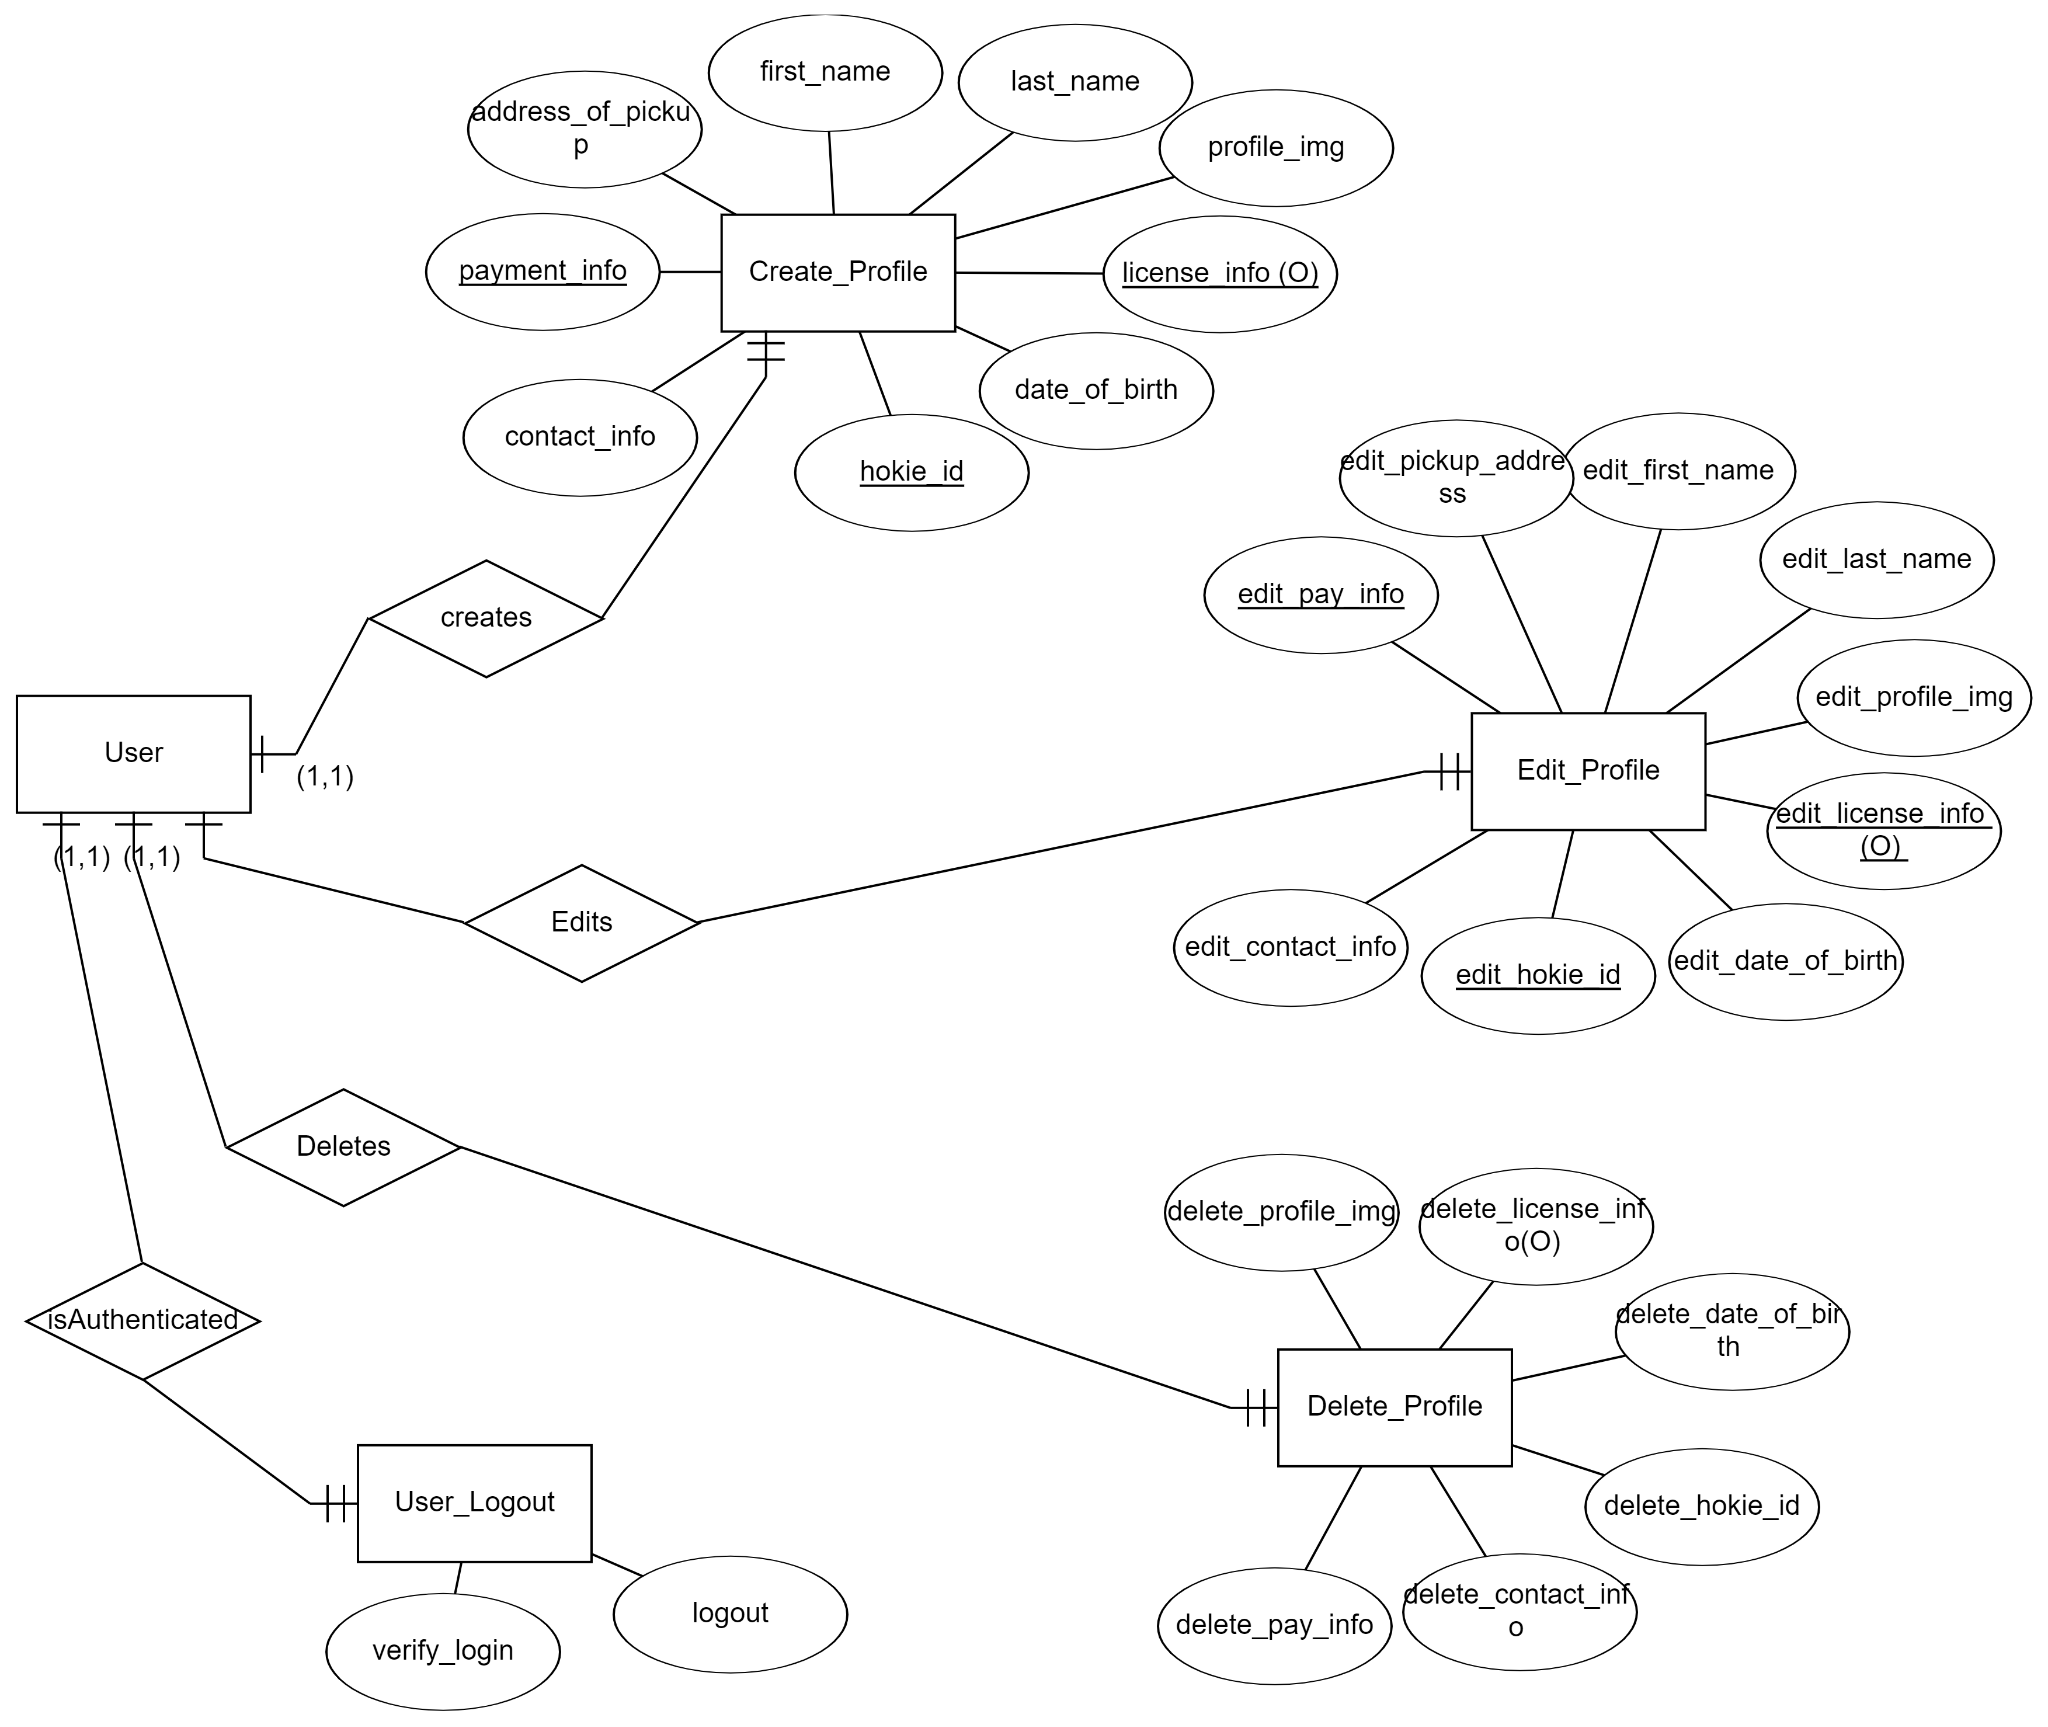 first_name
last_name
address_of_picku
p
profile_img
payment_info
Create_Profile
license_info (O)
date_of_birth
contact_info
hokie_id
edit_pickup_addre
ss
edit_first_name
edit_last_name
edit_pay_info
creates
edit_profile_img
User
(1,1)
Edit_Profile
edit_license_info
(O)
(1,1)
(1,1)
Edits
edit_contact_info
edit_hokie_id
edit_date_of_birth
Deletes
delete_profile_img
delete_license_inf
o(O)
isAuthenticated
delete_date_of_bir
th
Delete_Profile
User_Logout
delete_hokie_id
logout
verify_login
delete_pay_info
delete_contact_inf
o